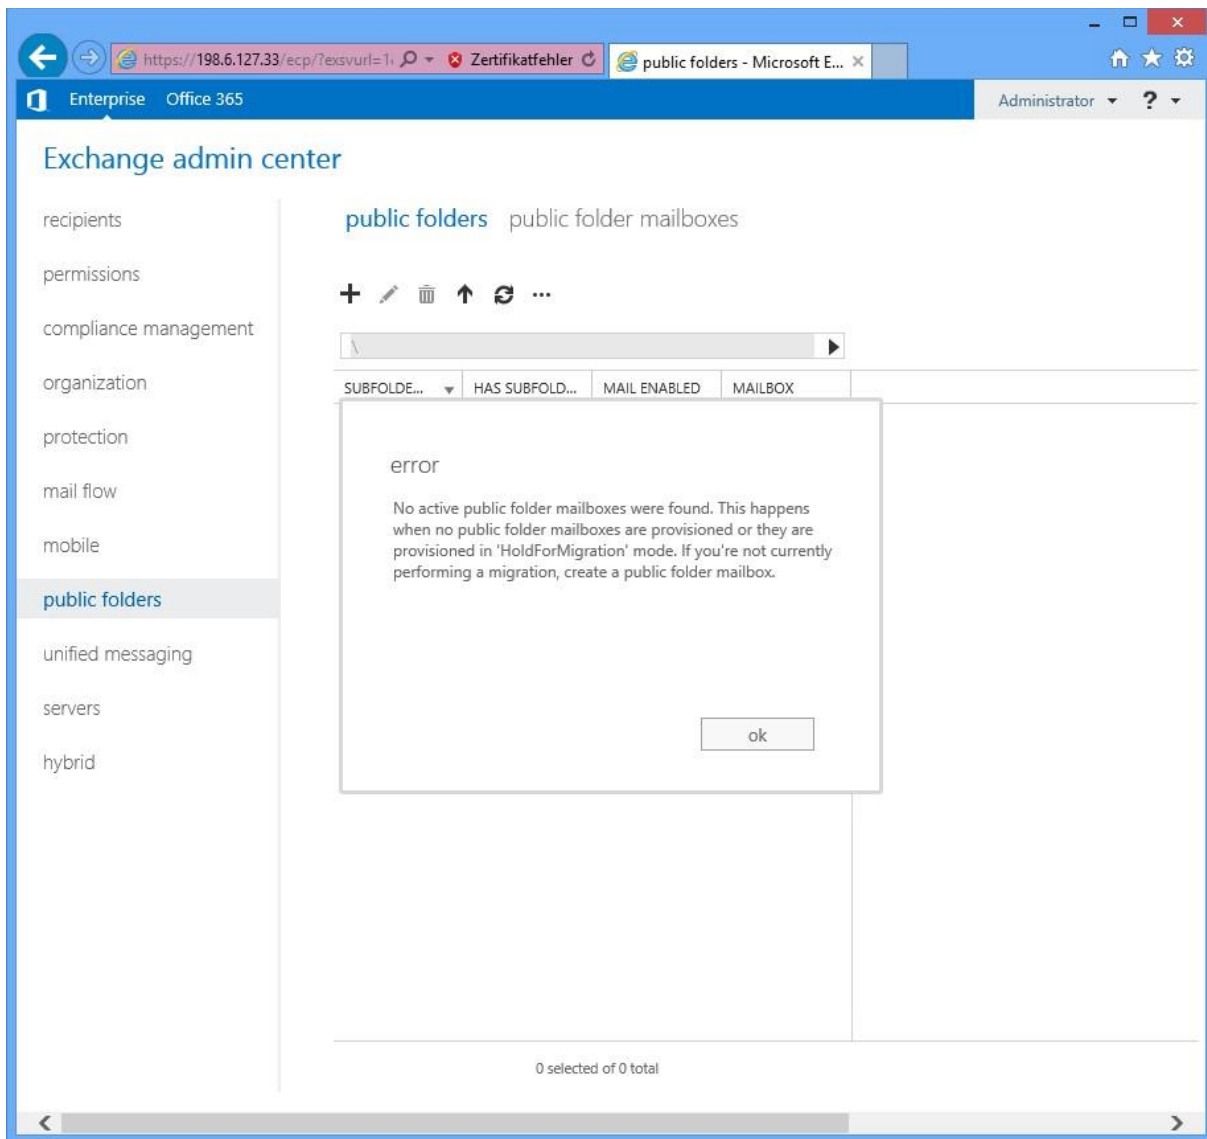 https://198.6.127.33/ecp/?exsvurl=1 Zertifikatfehler public folders - Microsoft E...
Enterprise Office 365 Administrator ?
Exchange admin center
recipients
permissions
compliance management
organization
protection
mail flow
mobile
public folders
unified messaging
servers
hybrid
public folders public folder mailboxes
\
SUBFOLDE... HAS SUBFOLD... MAIL ENABLED MAILBOX
error
No active public folder mailboxes were found. This happens
when no public folder mailboxes are provisioned or they are
provisioned in 'HoldForMigration' mode. If you're not currently
performing a migration, create a public folder mailbox.
ok
0 selected of 0 total